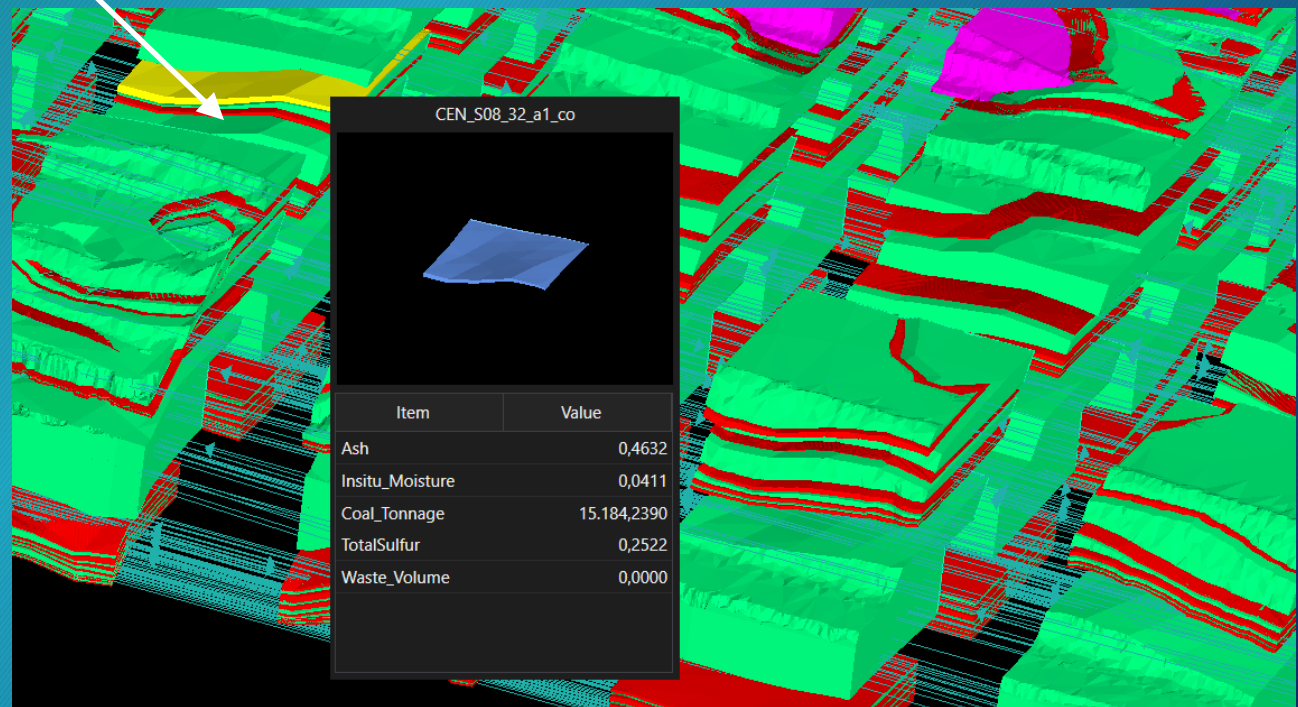 CEN_S08_32_a1_co
Item Value
Ash 0,4632
Insitu_Moisture 0,0411
Coal_Tonnage 15.184,2390
TotalSulfur 0,2522
Waste_Volume 0,0000